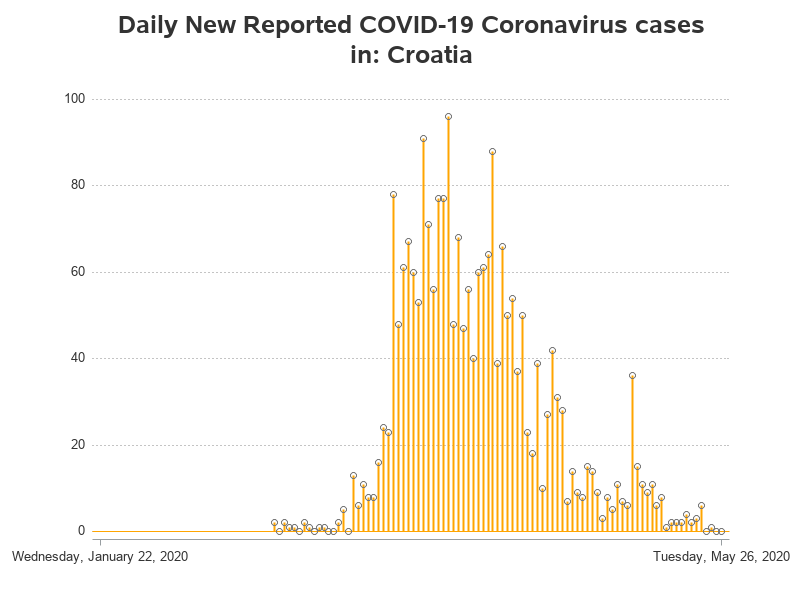 Daily New Reported COVID-19 Coronavirus cases
in: Croatia
100
80
60
40
20
0
Wednesday, January 22, 2020
Tuesday, May 26, 2020